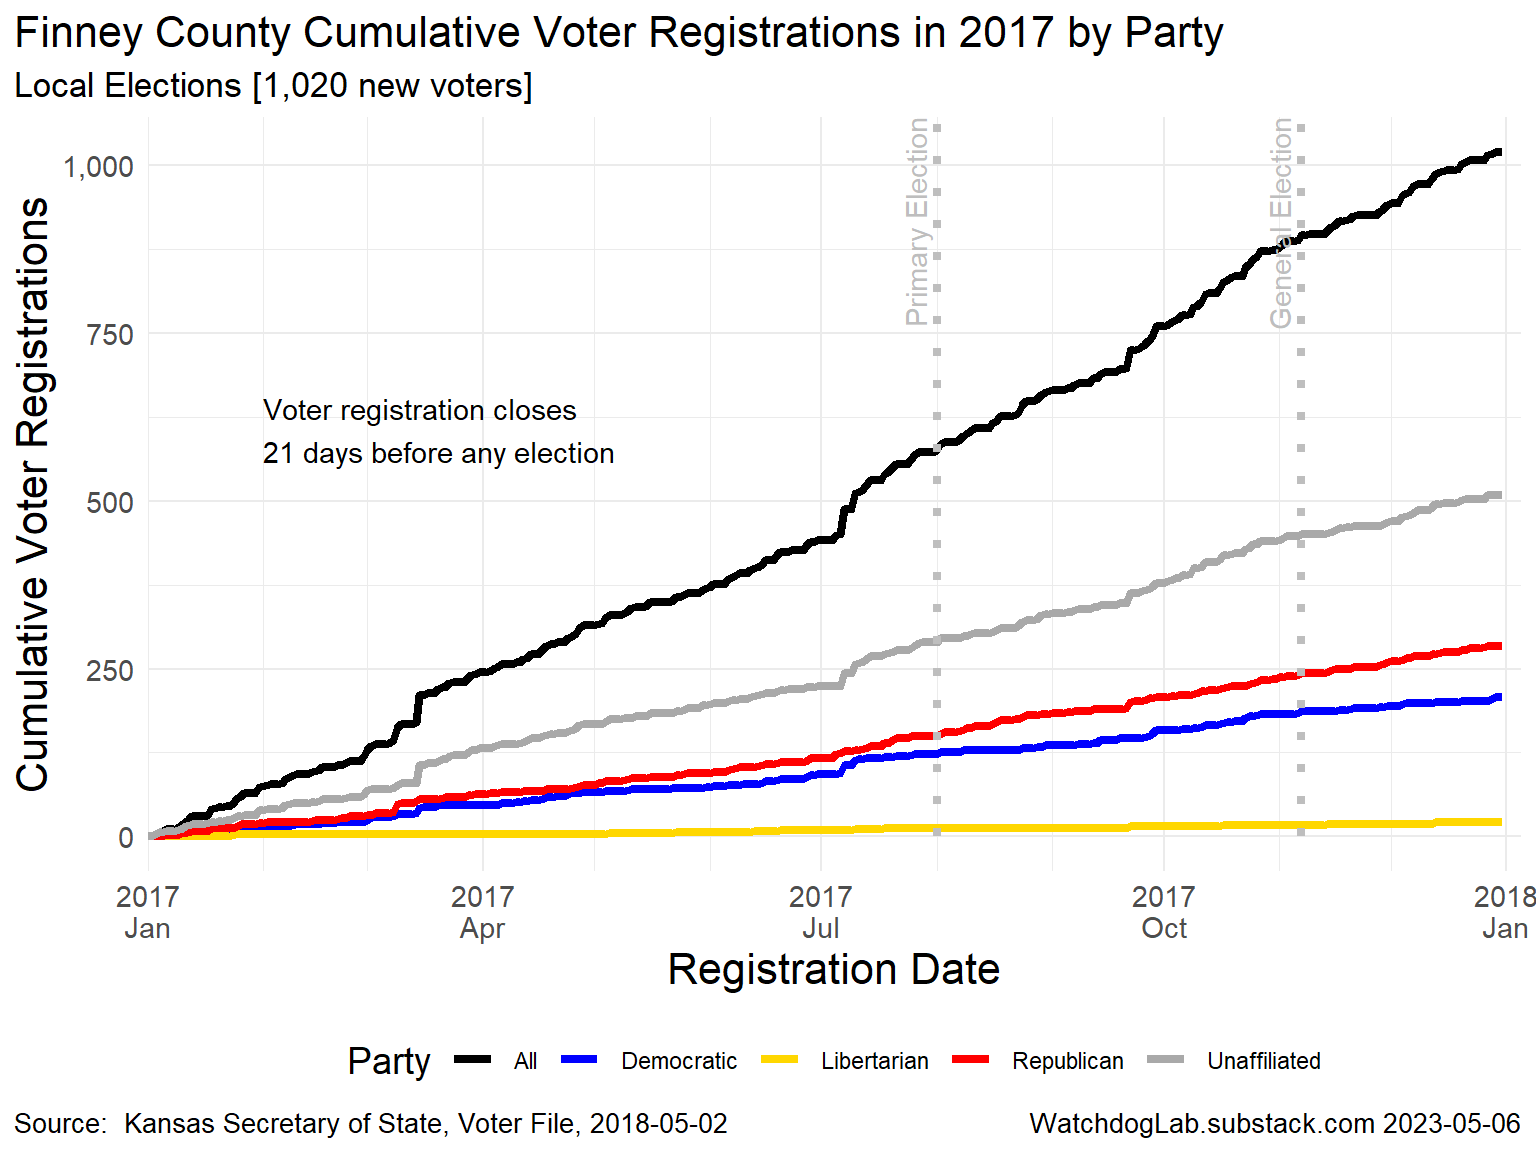 Finney County Cumulative Voter Registrations in 2017 by Party
Local Elections [1,020 new voters]
Cumulative Voter Registrations
1,000
750
500
250
0
Primary Election
General Election
Voter registration closes
21 days before any election
2017
Jan
2017
Apr
2017
Jul
2017
Oct
2018
Jan
Registration Date
Party All Democratic Libertarian Republican Unaffiliated
Source:  Kansas Secretary of State, Voter File, 2018-05-02
WatchdogLab.substack.com 2023-05-06